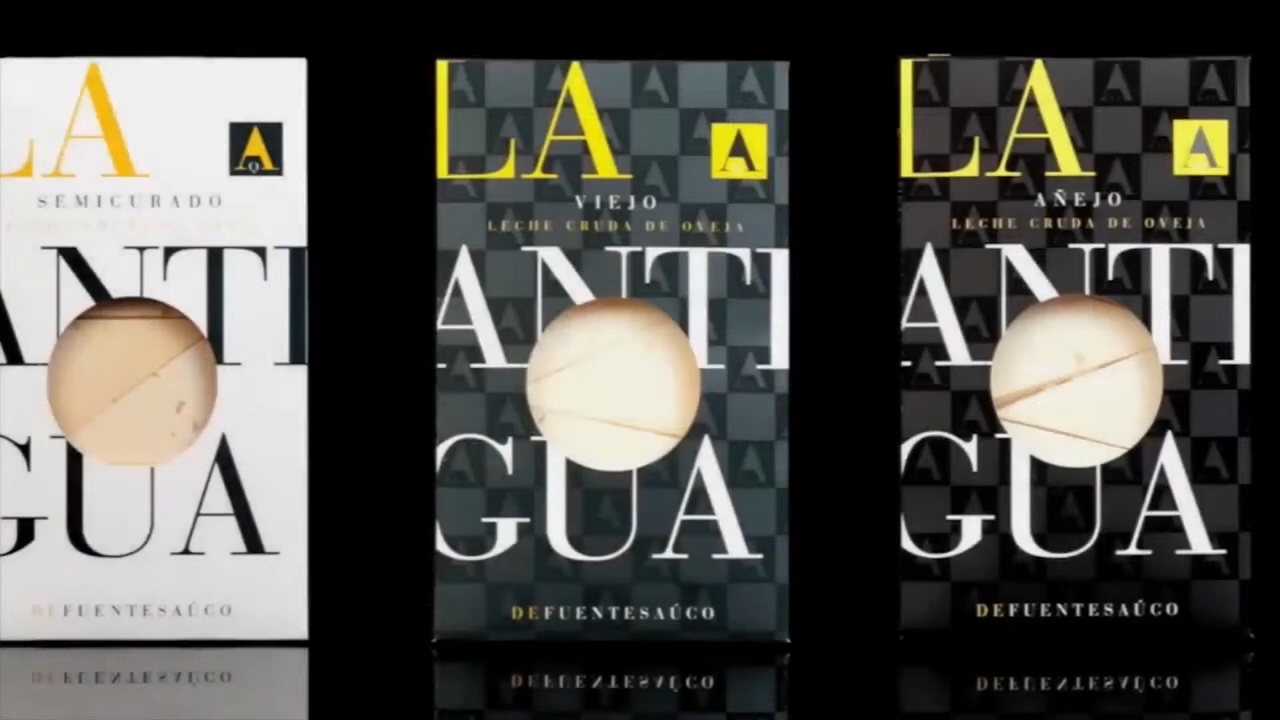 LA
A
Q
SEMICURADO
ANTI
GUA
DEFUENTESAÚCO
LA
A
VIEJO
LECHE CRUDA DE OVEJA
ANTI
GUA
DEFUENTESAÚCO
LA
A
AÑEJO
LECHE CRUDA DE OVEJA
ANTI
GUA
DEFUENTESAÚCO